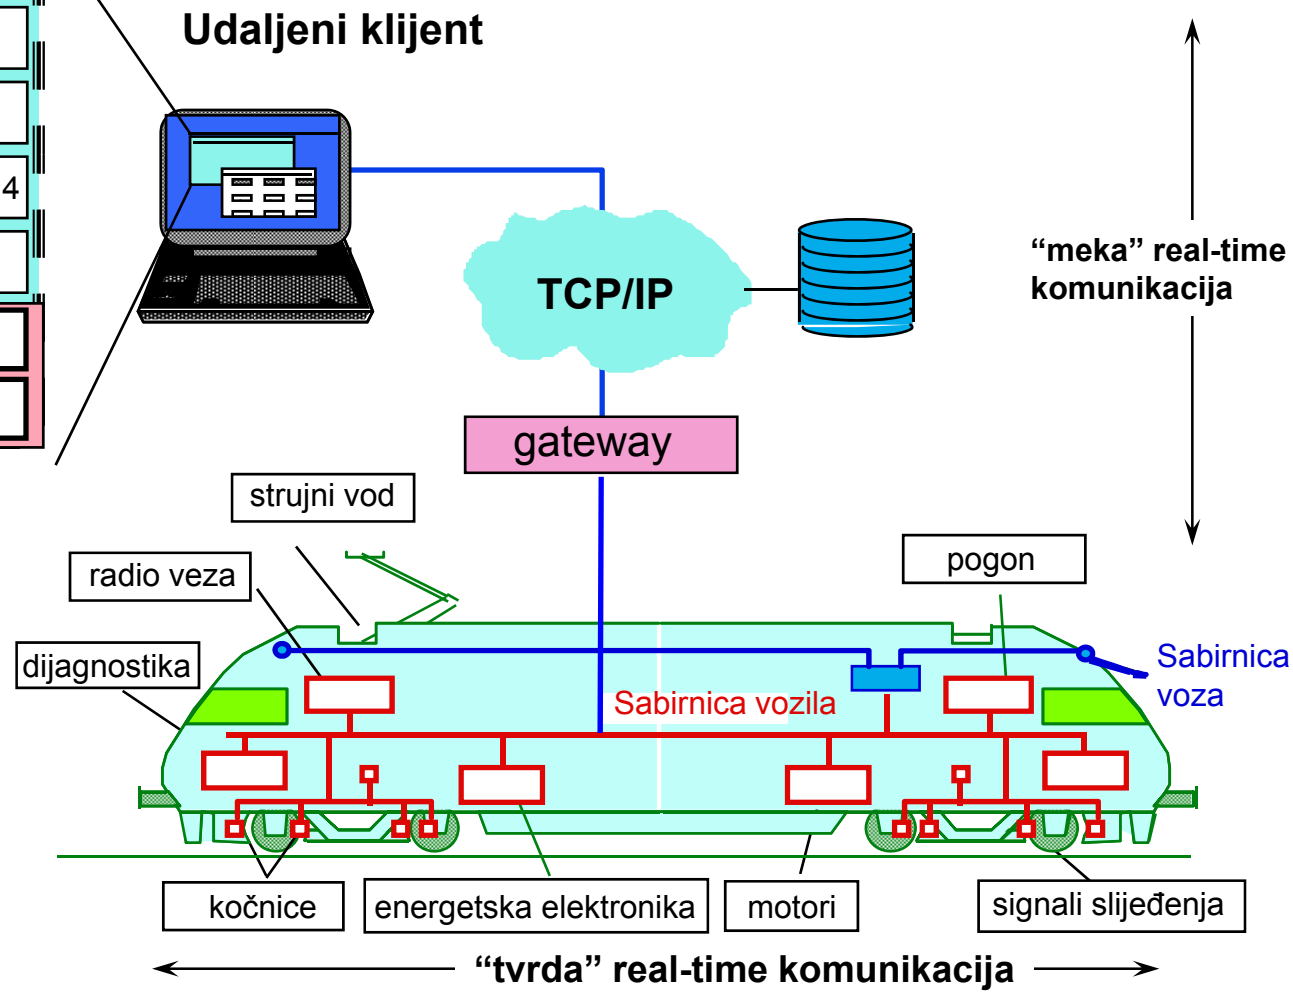 Udaljeni klijent
4
TCP/IP
“meka” real-time
komunikacija
gateway
strujni vod
radio veza
pogon
dijagnostika
Sabirnica
voza
Sabirnica vozila
kočnice
energetska elektronika
motori
signali slijeđenja
“tvrda” real-time komunikacija